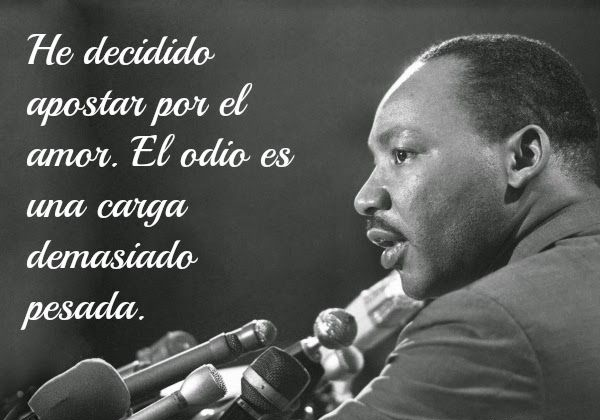 He decidido
apostar por el
amor. El odio es
una carga
demasiado
pesada.